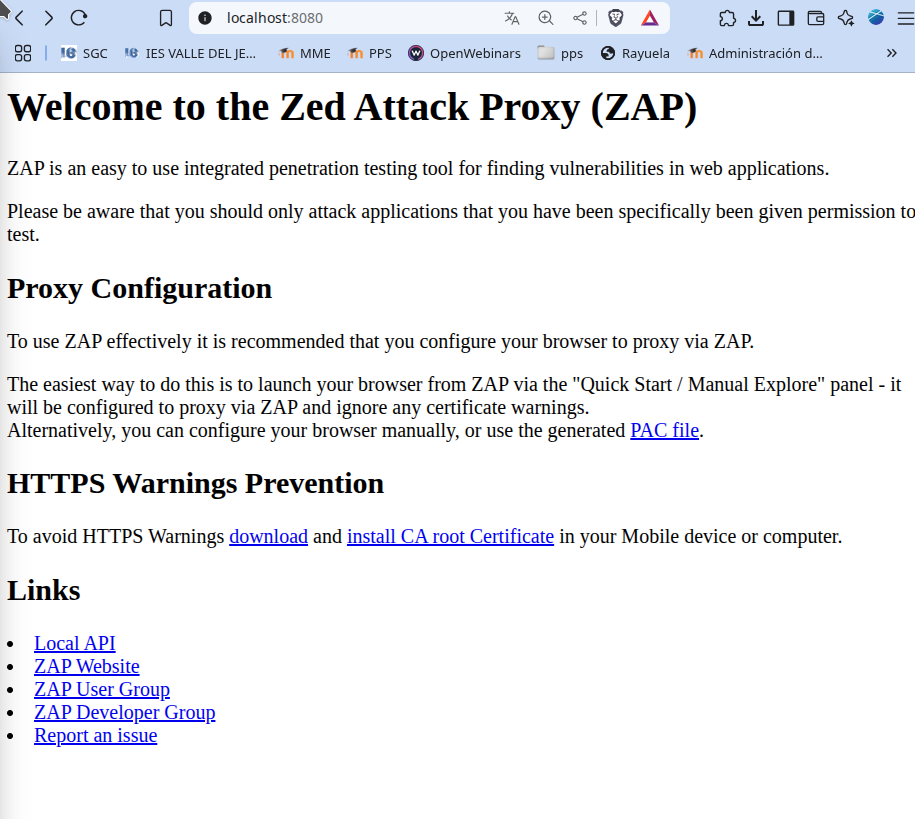 localhost:8080
SGC IES VALLE DEL JE... MME PPS OpenWebinars pps Rayuela Administración d... »
Welcome to the Zed Attack Proxy (ZAP)
ZAP is an easy to use integrated penetration testing tool for finding vulnerabilities in web applications.
Please be aware that you should only attack applications that you have been specifically been given permission to
test.
Proxy Configuration
To use ZAP effectively it is recommended that you configure your browser to proxy via ZAP.
The easiest way to do this is to launch your browser from ZAP via the "Quick Start / Manual Explore" panel - it
will be configured to proxy via ZAP and ignore any certificate warnings.
Alternatively, you can configure your browser manually, or use the generated PAC file.
HTTPS Warnings Prevention
To avoid HTTPS Warnings download and install CA root Certificate in your Mobile device or computer.
Links
• Local API
• ZAP Website
• ZAP User Group
• ZAP Developer Group
• Report an issue